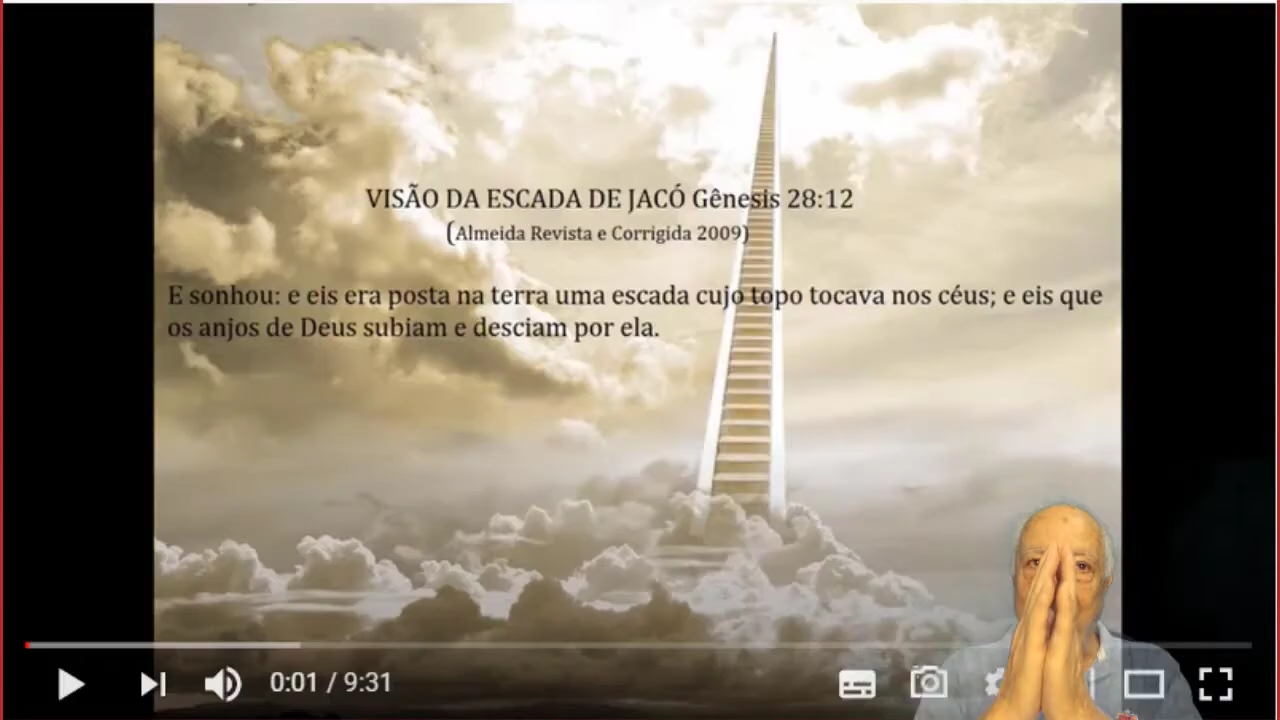 VISÃO DA ESCADA DE JACÓ Gênesis 28:12
(Almeida Revista e Corrigida 2009)
E sonhou: e eis era posta na terra uma escada cujo topo tocava nos céus; e eis que
os anjos de Deus subiam e desciam por ela.
0:01 / 9:31